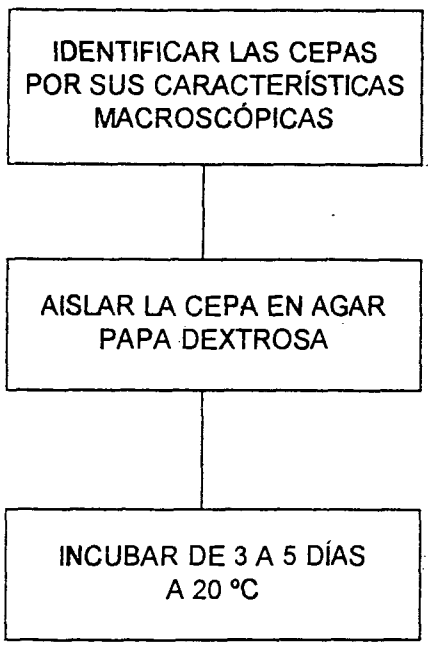 IDENTIFICAR LAS CEPAS
POR SUS CARACTERÍSTICAS
MACROSCÓPICAS
AISLAR LA CEPA EN AGAR
PAPA DEXTROSA
INCUBAR DE 3 A 5 DÍAS
A 20 ºC